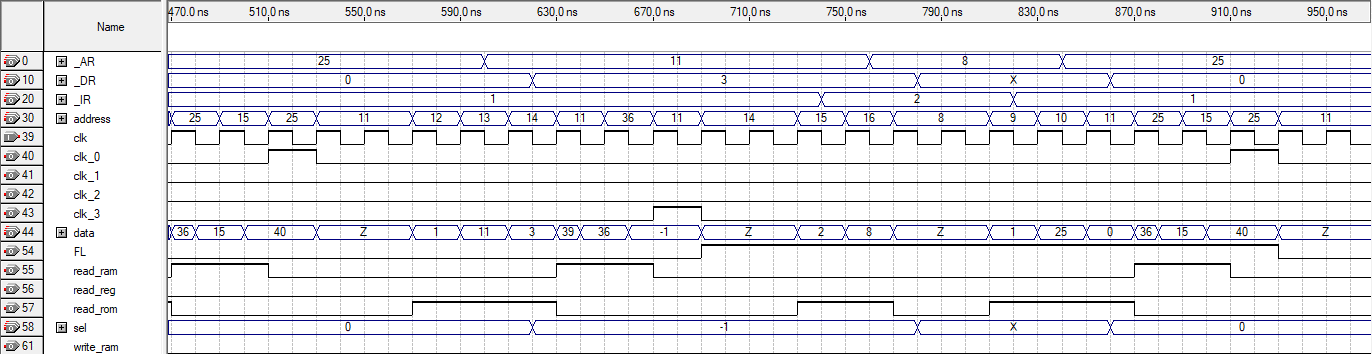 Name 470.0 ns 510.0 ns 550.0 ns 590.0 ns 630.0 ns 670.0 ns 710.0 ns 750.0 ns 790.0 ns 830.0 ns 870.0 ns 910.0 ns 950.0 ns
0 _AR 25 11 8 25
10 _DR 0 3 X 0
20 _IR 1 2 1
30 address 25 15 25 11 12 13 14 11 36 11 14 15 16 8 9 10 11 25 15 25 11
39 clk
40 clk_0
41 clk_1
42 clk_2
43 clk_3
44 data 36 15 40 Z 1 11 3 39 36 -1 Z 2 8 Z 1 25 0 36 15 40 Z
54 FL
55 read_ram
56 read_reg
57 read_rom
58 sel 0 -1 X 0
61 write_ram